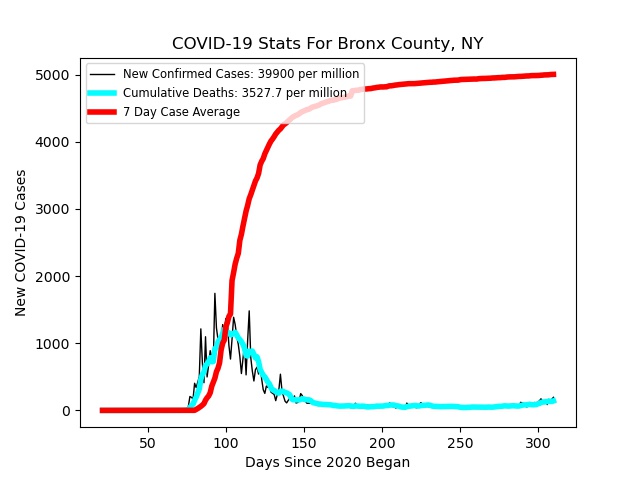 COVID-19 Stats For Bronx County, NY
New Confirmed Cases: 39900 per million
Cumulative Deaths: 3527.7 per million
7 Day Case Average
New COVID-19 Cases
5000
4000
3000
2000
1000
0
50 100 150 200 250 300
Days Since 2020 Began